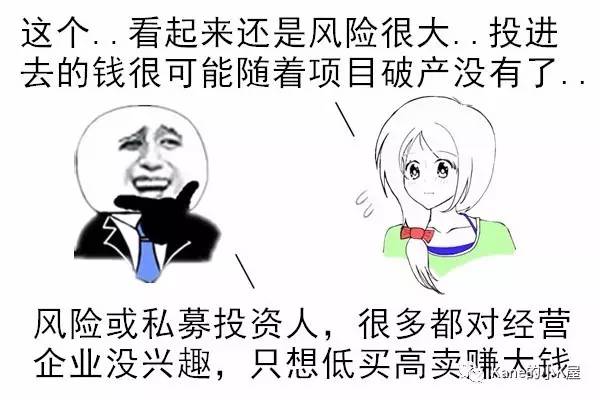 这个..看起来还是风险很大..投进
去的钱很可能随着项目破产没有了..
风险或私募投资人，很多都对经营
企业没兴趣，只想低买高卖赚大钱
Kane的小K屋